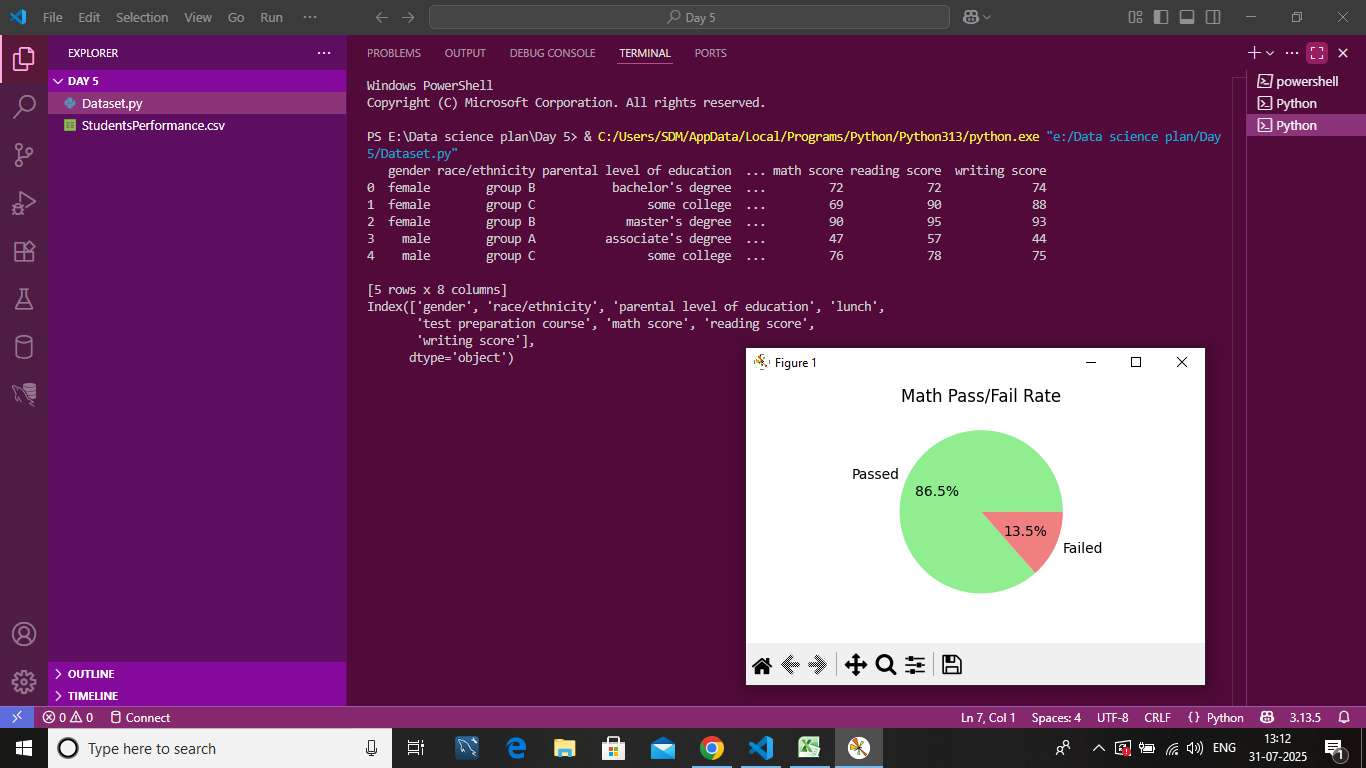 File Edit Selection View Go Run ··· Day 5
EXPLORER ···
DAY 5
Dataset.py
StudentsPerformance.csv
OUTLINE
TIMELINE
PROBLEMS OUTPUT DEBUG CONSOLE TERMINAL PORTS
Windows PowerShell
Copyright (C) Microsoft Corporation. All rights reserved.
PS E:\Data science plan\Day 5> & C:/Users/SDM/AppData/Local/Programs/Python/Python313/python.exe "e:/Data science plan/Day
5/Dataset.py"
gender race/ethnicity parental level of education ... math score reading score writing score
0 female group B bachelor's degree ... 72 72 74
1 female group C some college ... 69 90 88
2 female group B master's degree ... 90 95 93
3 male group A associate's degree ... 47 57 44
4 male group C some college ... 76 78 75
[5 rows x 8 columns]
Index(['gender', 'race/ethnicity', 'parental level of education', 'lunch',
'test preparation course', 'math score', 'reading score',
'writing score'],
dtype='object')
powershell
Python
Python
Figure 1
Math Pass/Fail Rate
Passed
86.5%
13.5%
Failed
0 0 Connect Ln 7, Col 1 Spaces: 4 UTF-8 CRLF {} Python 3.13.5
Type here to search ENG 13:12
31-07-2025
1